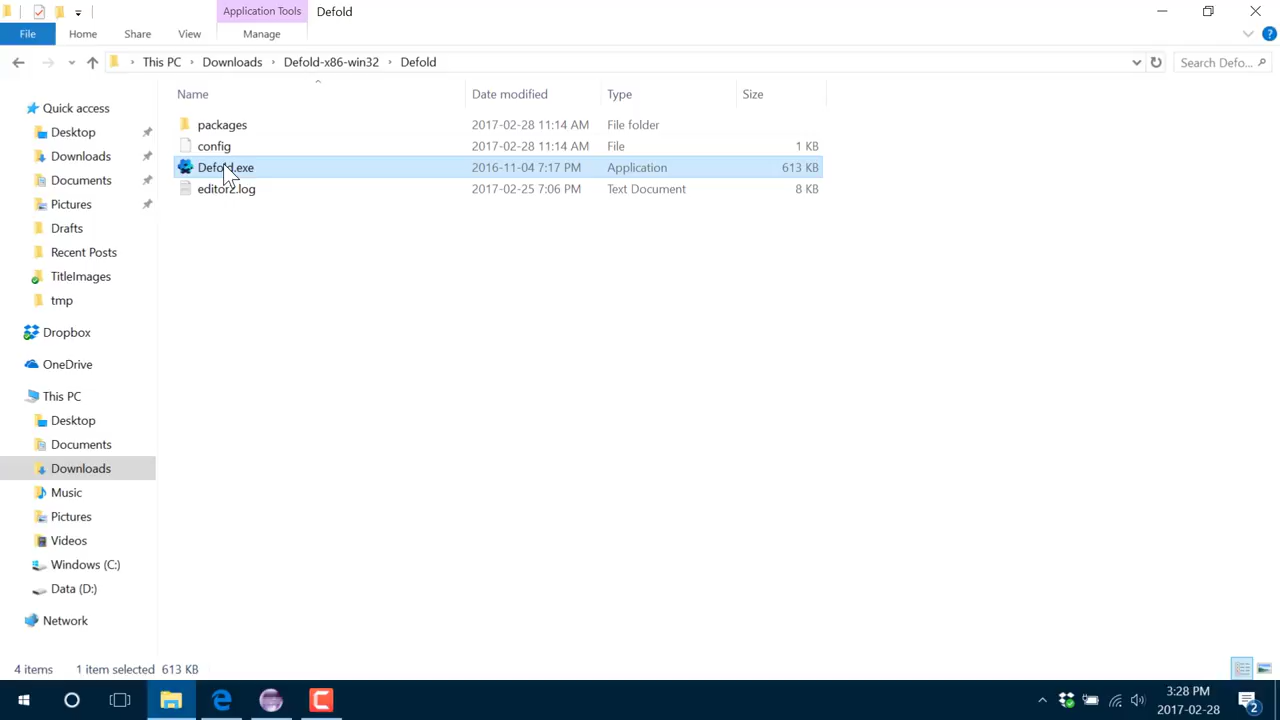 Application Tools Defold
File Home Share View Manage
This PC Downloads Defold-x86-win32 Defold Search Defo...
Name Date modified Type Size
packages 2017-02-28 11:14 AM File folder
config 2017-02-28 11:14 AM File 1 KB
Defold.exe 2016-11-04 7:17 PM Application 613 KB
editor2.log 2017-02-25 7:06 PM Text Document 8 KB
Quick access
Desktop
Downloads
Documents
Pictures
Drafts
Recent Posts
TitleImages
tmp
Dropbox
OneDrive
This PC
Desktop
Documents
Downloads
Music
Pictures
Videos
Windows (C:)
Data (D:)
Network
4 items 1 item selected 613 KB
3:28 PM
2017-02-28
2